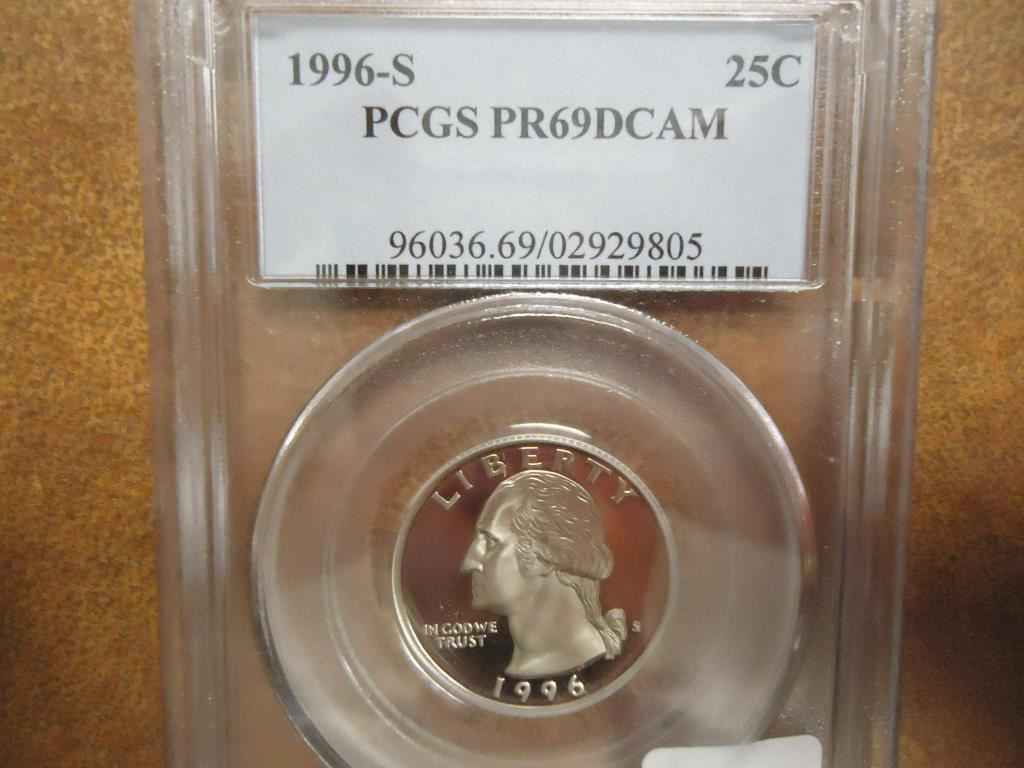 1996-S 25C
PCGS PR69DCAM
96036.69/02929805
LIBERTY
IN GOD WE
TRUST
S
1996